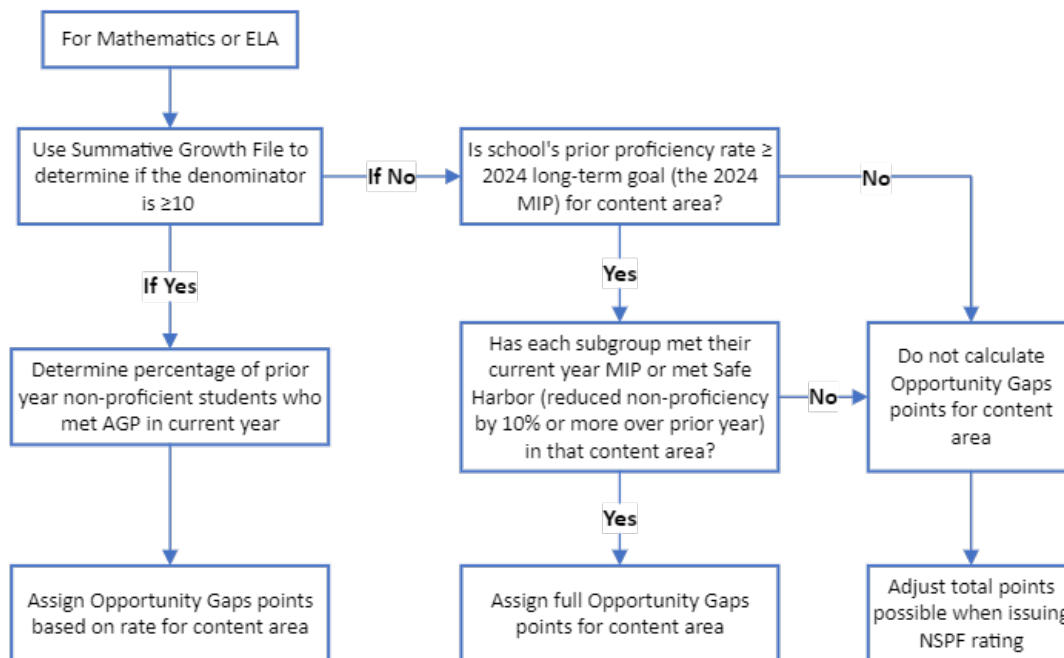 For Mathematics or ELA
Use Summative Growth File to
determine if the denominator
is ≥10
If No
Is school's prior proficiency rate ≥
2024 long-term goal (the 2024
MIP) for content area?
No
If Yes
Yes
Determine percentage of prior
year non-proficient students who
met AGP in current year
Has each subgroup met their
current year MIP or met Safe
Harbor (reduced non-proficiency
by 10% or more over prior year)
in that content area?
No
Do not calculate
Opportunity Gaps
points for content
area
Yes
Assign Opportunity Gaps points
based on rate for content area
Assign full Opportunity Gaps
points for content area
Adjust total points
possible when issuing
NSPF rating